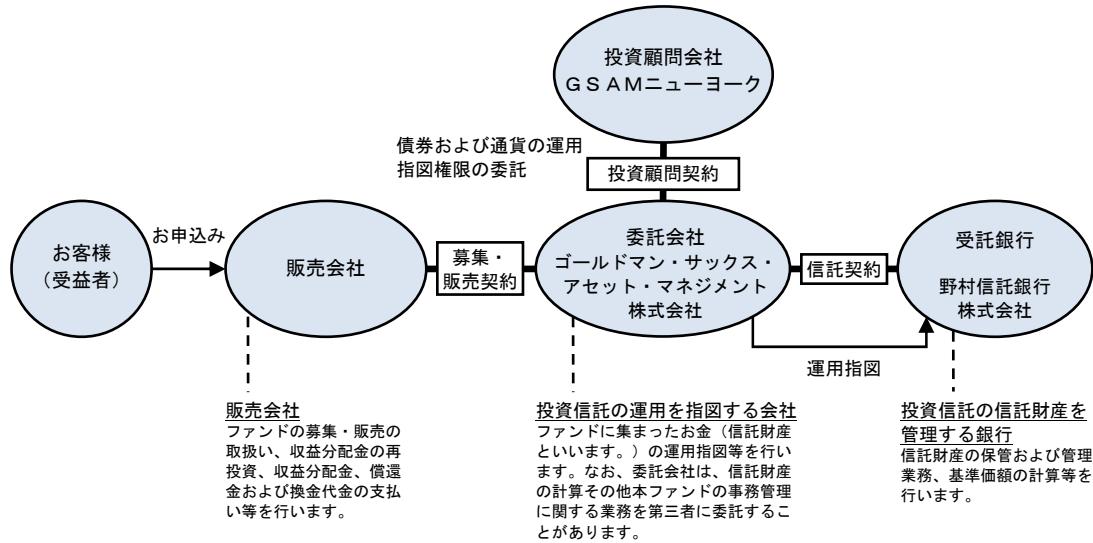 投資顧問会社
ＧＳＡＭニューヨーク
債券および通貨の運用
指図権限の委託
投資顧問契約
お客様
（受益者）
お申込み
販売会社
募集・
販売契約
委託会社
ゴールドマン・サックス・
アセット・マネジメント
株式会社
信託契約
受託銀行
野村信託銀行
株式会社
運用指図
販売会社
ファンドの募集・販売の
取扱い、収益分配金の再
投資、収益分配金、償還
金および換金代金の支払
い等を行います。
投資信託の運用を指図する会社
ファンドに集まったお金（信託財産
といいます。）の運用指図等を行い
ます。なお、委託会社は、信託財産
の計算その他本ファンドの事務管理
に関する業務を第三者に委託するこ
とがあります。
投資信託の信託財産を
管理する銀行
信託財産の保管および管理
業務、基準価額の計算等を
行います。